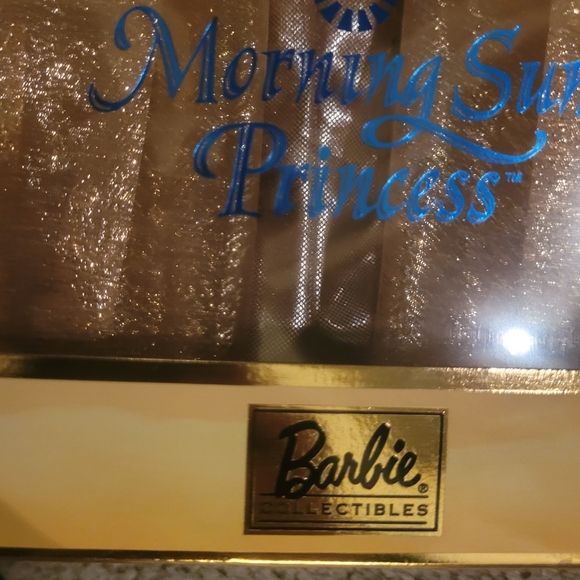 Morning Sun
Princess™
Barbie®
COLLECTIBLES